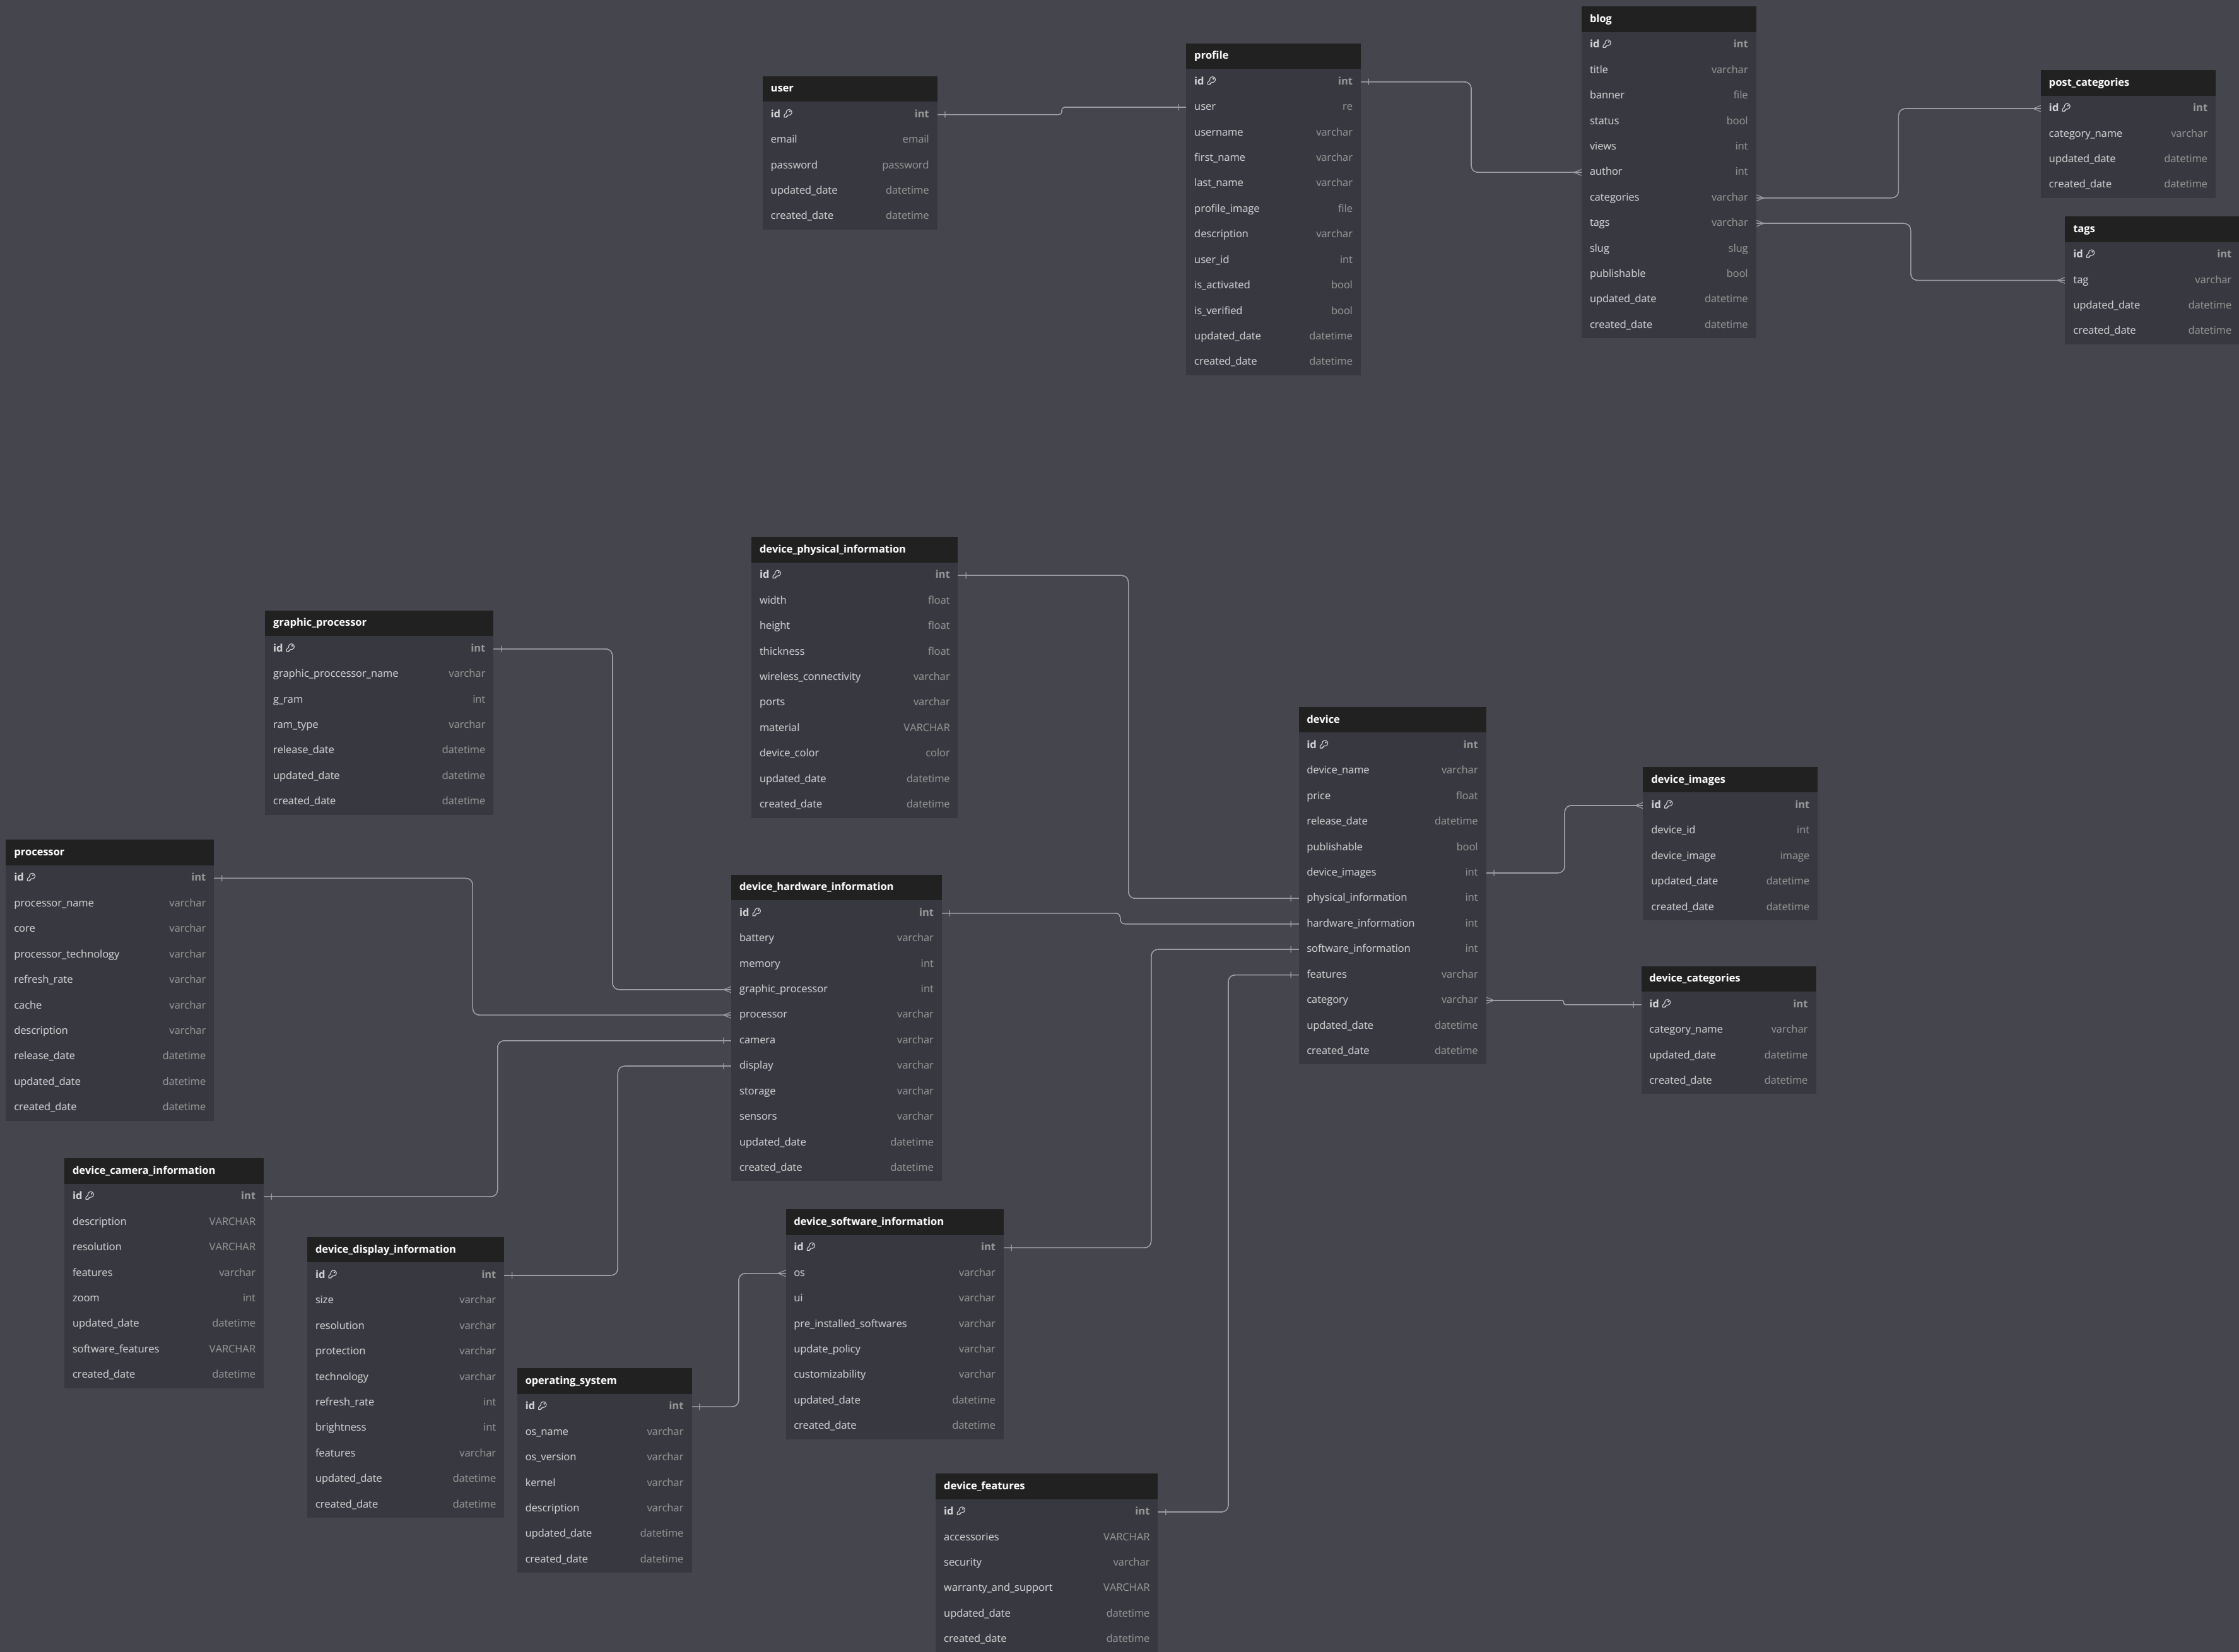 user
id int
email email
password password
updated_date datetime
created_date datetime
profile
id int
user re
username varchar
first_name varchar
last_name varchar
profile_image file
description varchar
user_id int
is_activated bool
is_verified bool
updated_date datetime
created_date datetime
blog
id int
title varchar
banner file
status bool
views int
author int
categories varchar
tags varchar
slug slug
publishable bool
updated_date datetime
created_date datetime
post_categories
id int
category_name varchar
updated_date datetime
created_date datetime
tags
id int
tag varchar
updated_date datetime
created_date datetime
device_physical_information
id int
width float
height float
thickness float
wireless_connectivity varchar
ports varchar
material VARCHAR
device_color color
updated_date datetime
created_date datetime
graphic_processor
id int
graphic_proccessor_name varchar
g_ram int
ram_type varchar
release_date datetime
updated_date datetime
created_date datetime
processor
id int
processor_name varchar
core varchar
processor_technology varchar
refresh_rate varchar
cache varchar
description varchar
release_date datetime
updated_date datetime
created_date datetime
device_hardware_information
id int
battery varchar
memory int
graphic_processor int
processor varchar
camera varchar
display varchar
storage varchar
sensors varchar
updated_date datetime
created_date datetime
device
id int
device_name varchar
price float
release_date datetime
publishable bool
device_images int
physical_information int
hardware_information int
software_information int
features varchar
category varchar
updated_date datetime
created_date datetime
device_images
id int
device_id int
device_image image
updated_date datetime
created_date datetime
device_categories
id int
category_name varchar
updated_date datetime
created_date datetime
device_camera_information
id int
description VARCHAR
resolution VARCHAR
features varchar
zoom int
updated_date datetime
software_features VARCHAR
created_date datetime
device_display_information
id int
size varchar
resolution varchar
protection varchar
technology varchar
refresh_rate int
brightness int
features varchar
updated_date datetime
created_date datetime
operating_system
id int
os_name varchar
os_version varchar
kernel varchar
description varchar
updated_date datetime
created_date datetime
device_software_information
id int
os varchar
ui varchar
pre_installed_softwares varchar
update_policy varchar
customizability varchar
updated_date datetime
created_date datetime
device_features
id int
accessories VARCHAR
security varchar
warranty_and_support VARCHAR
updated_date datetime
created_date datetime